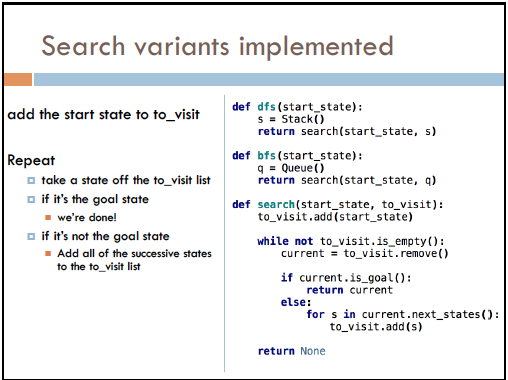 Search variants implemented
add the start state to to_visit
Repeat
take a state off the to_visit list
if it's the goal state
we're done!
if it's not the goal state
Add all of the successive states
to the to_visit list
def dfs(start_state):
    s = Stack()
    return search(start_state, s)
def bfs(start_state):
    q = Queue()
    return search(start_state, q)
def search(start_state, to_visit):
    to_visit.add(start_state)
    while not to_visit.is_empty():
        current = to_visit.remove()
        if current.is_goal():
            return current
        else:
            for s in current.next_states():
                to_visit.add(s)
    return None